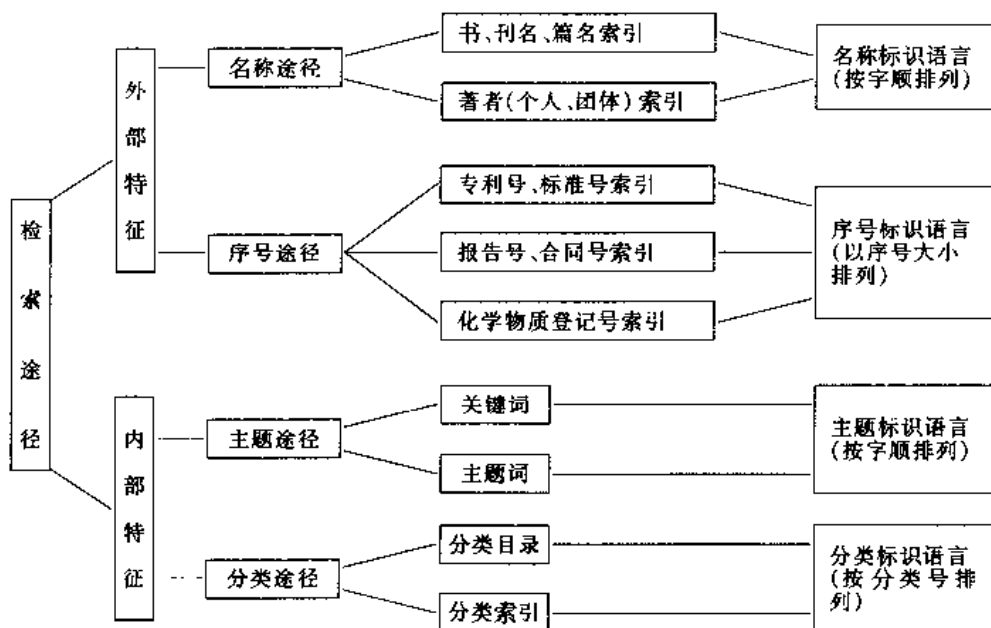 检索途径
外部特征
名称途径
书、刊名、篇名索引
著者(个人、团体)索引
名称标识语言
(按字顺排列)
序号途径
专利号、标准号索引
报告号、合同号索引
化学物质登记号索引
序号标识语言
(以序号大小
排列)
内部特征
主题途径
关键词
主题词
主题标识语言
(按字顺排列)
分类途径
分类目录
分类索引
分类标识语言
(按分类号排
列)